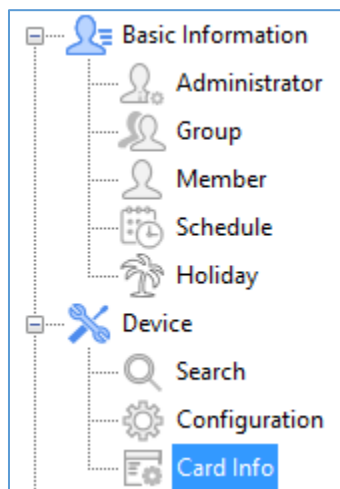 Basic Information
Administrator
Group
Member
Schedule
Holiday
Device
Search
Configuration
Card Info